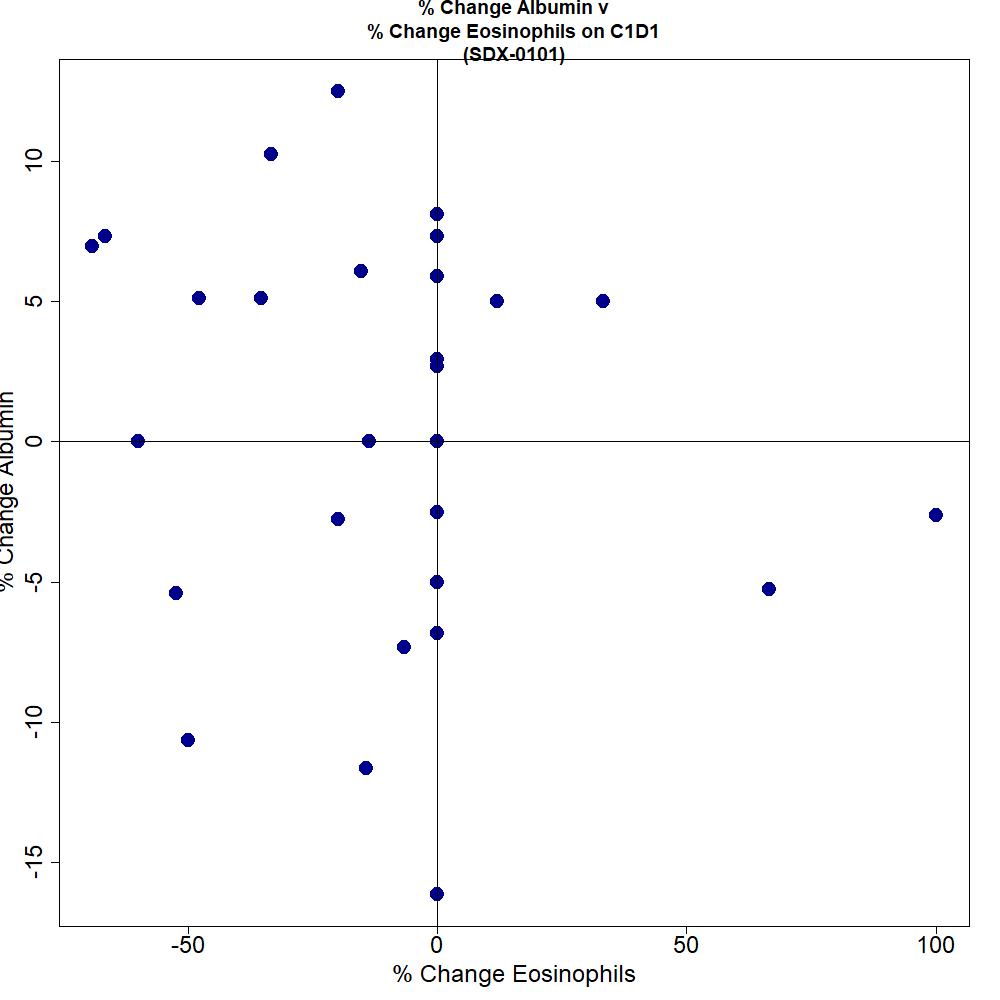 % Change Albumin v
% Change Eosinophils on C1D1
(SDX-0101)
% Change Albumin
10
5
0
-5
-10
-15
-50
0
50
100
% Change Eosinophils